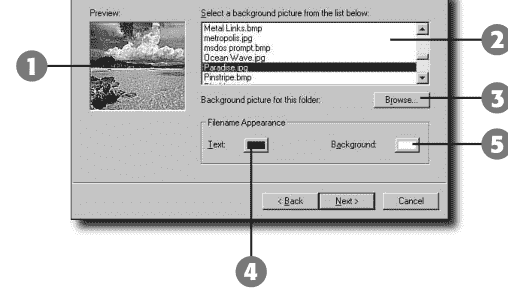 Preview:
Select a background picture from the list below:
Metal Links.bmp
metropolis.jpg
msdos prompt.bmp
Ocean Wave.jpg
Paradise.jpg
Pinstripe.bmp
Background picture for this folder:
Browse...
Filename Appearance
Text:
Background:
< Back
Next >
Cancel
1
2
3
4
5